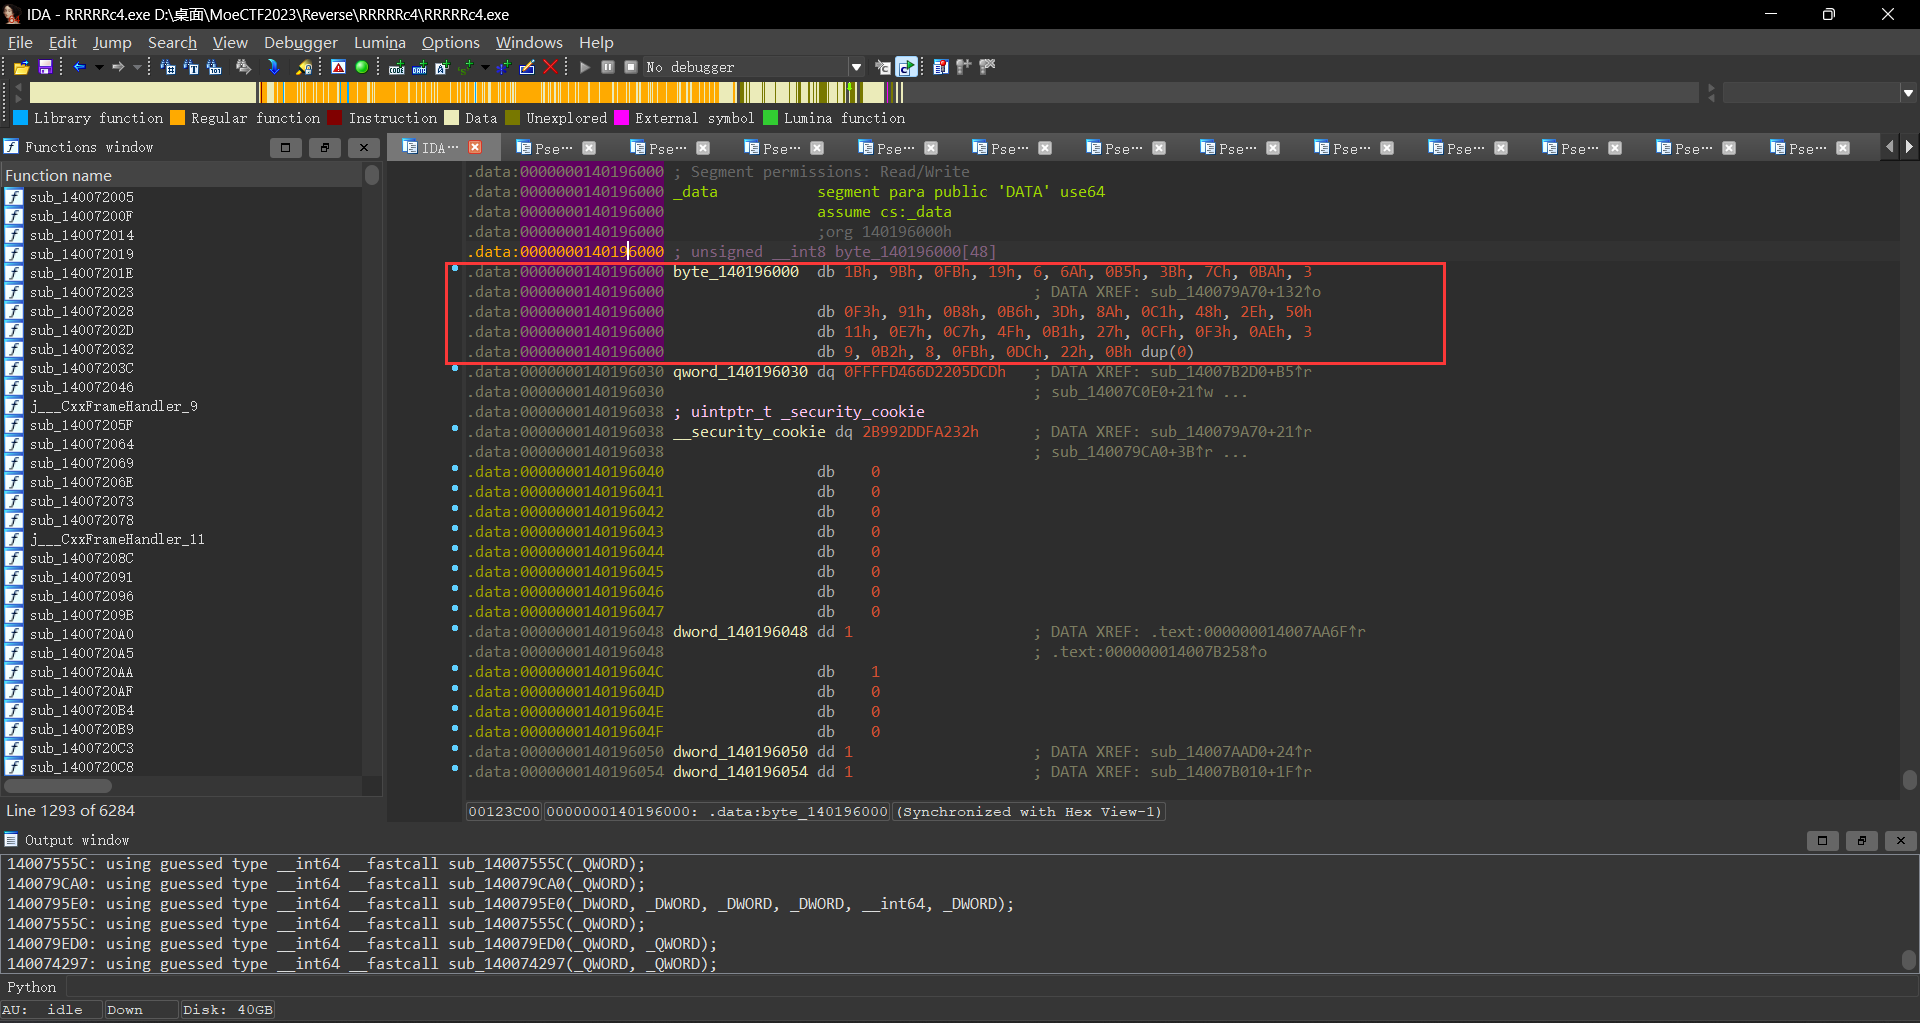 IDA - RRRRRc4.exe D:\桌面\MoeCTF2023\Reverse\RRRRRc4\RRRRRc4.exe
File Edit Jump Search View Debugger Lumina Options Windows Help
No debugger
Library function Regular function Instruction Data Unexplored External symbol Lumina function
Functions window
IDA… Pse… Pse… Pse… Pse… Pse… Pse… Pse… Pse… Pse… Pse… Pse… Pse…
Function name
sub_140072005
sub_14007200F
sub_140072014
sub_140072019
sub_14007201E
sub_140072023
sub_140072028
sub_14007202D
sub_140072032
sub_14007203C
sub_140072046
j___CxxFrameHandler_9
sub_14007205F
sub_140072064
sub_140072069
sub_14007206E
sub_140072073
sub_140072078
j___CxxFrameHandler_11
sub_14007208C
sub_140072091
sub_140072096
sub_14007209B
sub_1400720A0
sub_1400720A5
sub_1400720AA
sub_1400720AF
sub_1400720B4
sub_1400720B9
sub_1400720C3
sub_1400720C8
Line 1293 of 6284
.data:0000000140196000 ; Segment permissions: Read/Write
.data:0000000140196000 _data segment para public 'DATA' use64
.data:0000000140196000 assume cs:_data
.data:0000000140196000 ;org 140196000h
.data:0000000140196000 ; unsigned __int8 byte_140196000[48]
.data:0000000140196000 byte_140196000 db 1Bh, 9Bh, 0FBh, 19h, 6, 6Ah, 0B5h, 3Bh, 7Ch, 0BAh, 3
.data:0000000140196000 ; DATA XREF: sub_140079A70+132↑o
.data:0000000140196000 db 0F3h, 91h, 0B8h, 0B6h, 3Dh, 8Ah, 0C1h, 48h, 2Eh, 50h
.data:0000000140196000 db 11h, 0E7h, 0C7h, 4Fh, 0B1h, 27h, 0CFh, 0F3h, 0AEh, 3
.data:0000000140196000 db 9, 0B2h, 8, 0FBh, 0DCh, 22h, 0Bh dup(0)
.data:0000000140196030 qword_140196030 dq 0FFFFD466D2205DCDh ; DATA XREF: sub_14007B2D0+B5↑r
.data:0000000140196030 ; sub_14007C0E0+21↑w ...
.data:0000000140196038 ; uintptr_t _security_cookie
.data:0000000140196038 __security_cookie dq 2B992DDFA232h ; DATA XREF: sub_140079A70+21↑r
.data:0000000140196038 ; sub_140079CA0+3B↑r ...
.data:0000000140196040 db 0
.data:0000000140196041 db 0
.data:0000000140196042 db 0
.data:0000000140196043 db 0
.data:0000000140196044 db 0
.data:0000000140196045 db 0
.data:0000000140196046 db 0
.data:0000000140196047 db 0
.data:0000000140196048 dword_140196048 dd 1 ; DATA XREF: .text:000000014007AA6F↑r
.data:0000000140196048 ; .text:000000014007B258↑o
.data:000000014019604C db 1
.data:000000014019604D db 0
.data:000000014019604E db 0
.data:000000014019604F db 0
.data:0000000140196050 dword_140196050 dd 1 ; DATA XREF: sub_14007AAD0+24↑r
.data:0000000140196054 dword_140196054 dd 1 ; DATA XREF: sub_14007B010+1F↑r
00123C00 0000000140196000: .data:byte_140196000 (Synchronized with Hex View-1)
Output window
14007555C: using guessed type __int64 __fastcall sub_14007555C(_QWORD);
140079CA0: using guessed type __int64 __fastcall sub_140079CA0(_QWORD);
1400795E0: using guessed type __int64 __fastcall sub_1400795E0(_DWORD, _DWORD, _DWORD, _DWORD, __int64, _DWORD);
14007555C: using guessed type __int64 __fastcall sub_14007555C(_QWORD);
140079ED0: using guessed type __int64 __fastcall sub_140079ED0(_QWORD, _QWORD);
140074297: using guessed type __int64 __fastcall sub_140074297(_QWORD, _QWORD);
Python
AU: idle Down Disk: 40GB